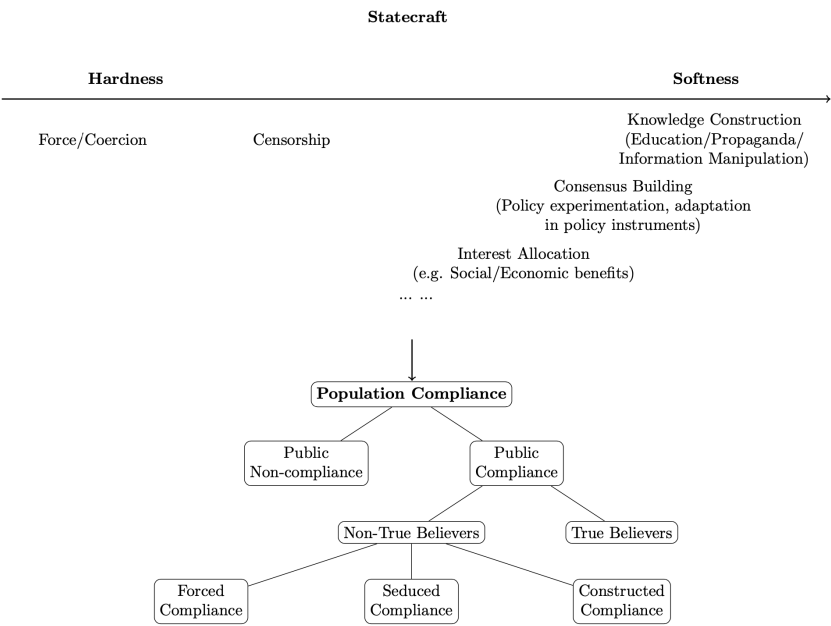 Statecraft
Hardness
Softness
Force/Coercion
Censorship
Knowledge Construction
(Education/Propaganda/
Information Manipulation)
Consensus Building
(Policy experimentation, adaptation
in policy instruments)
Interest Allocation
(e.g. Social/Economic benefits)
... ...
Population Compliance
Public
Non-compliance
Public
Compliance
Non-True Believers
True Believers
Forced
Compliance
Seduced
Compliance
Constructed
Compliance